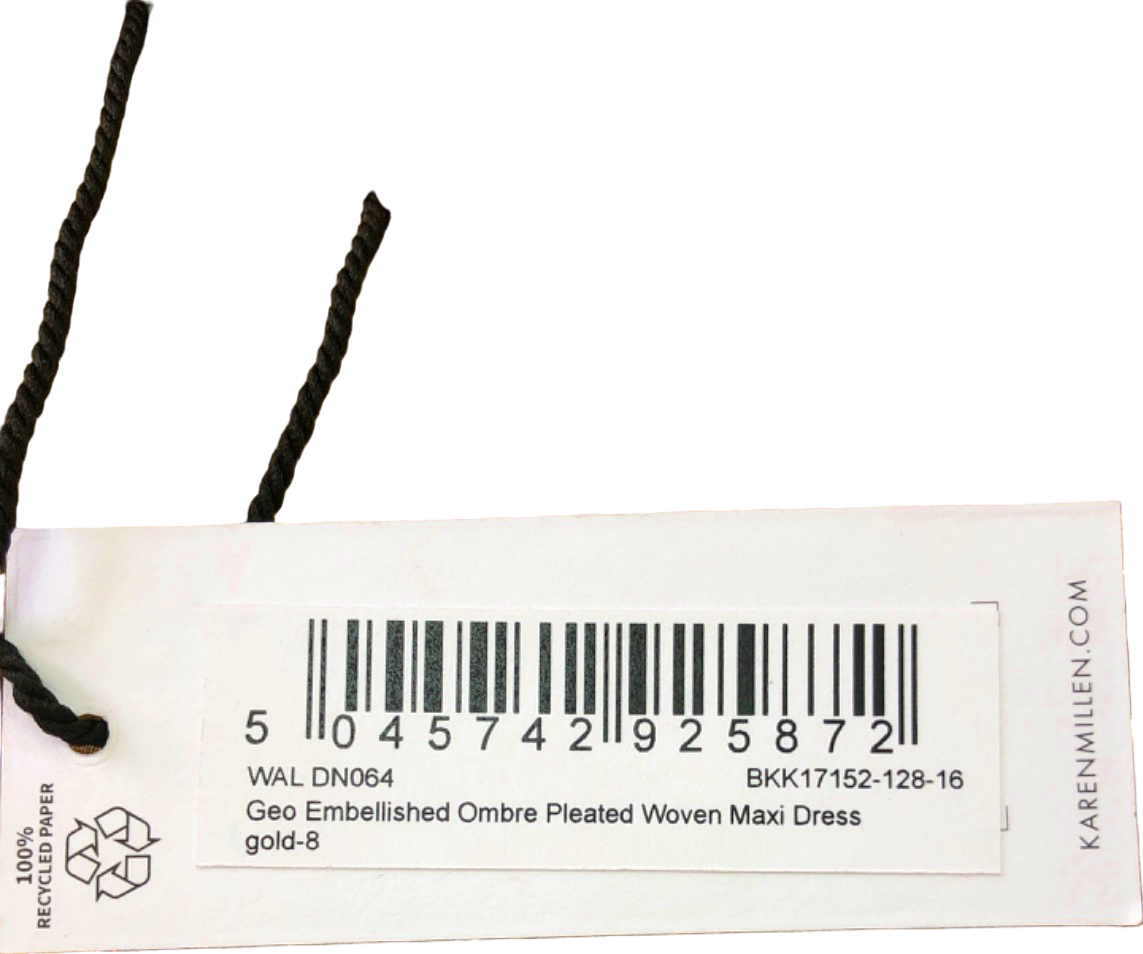 5 045742 925872
WAL DN064 BKK17152-128-16
Geo Embellished Ombre Pleated Woven Maxi Dress
gold-8
100%
RECYCLED PAPER
KARENMILLEN.COM